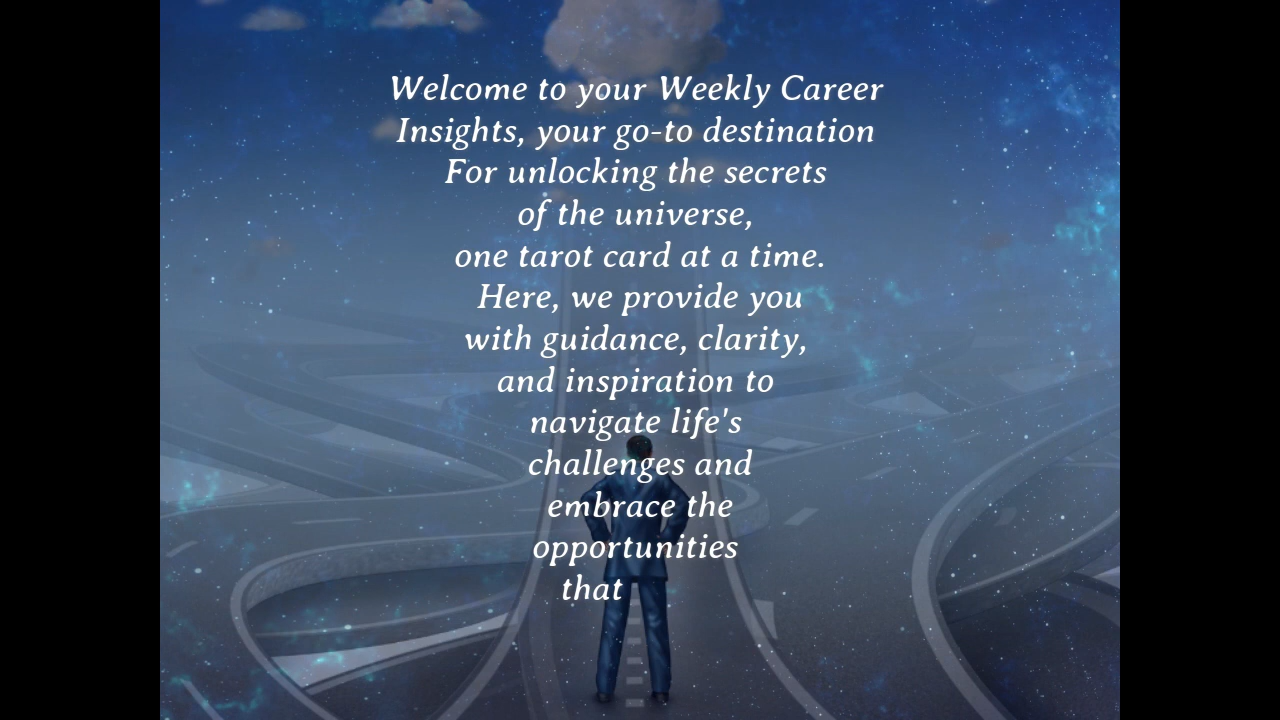 Welcome to your Weekly Career
Insights, your go-to destination
For unlocking the secrets
of the universe,
one tarot card at a time.
Here, we provide you
with guidance, clarity,
and inspiration to
navigate life's
challenges and
embrace the
opportunities
that